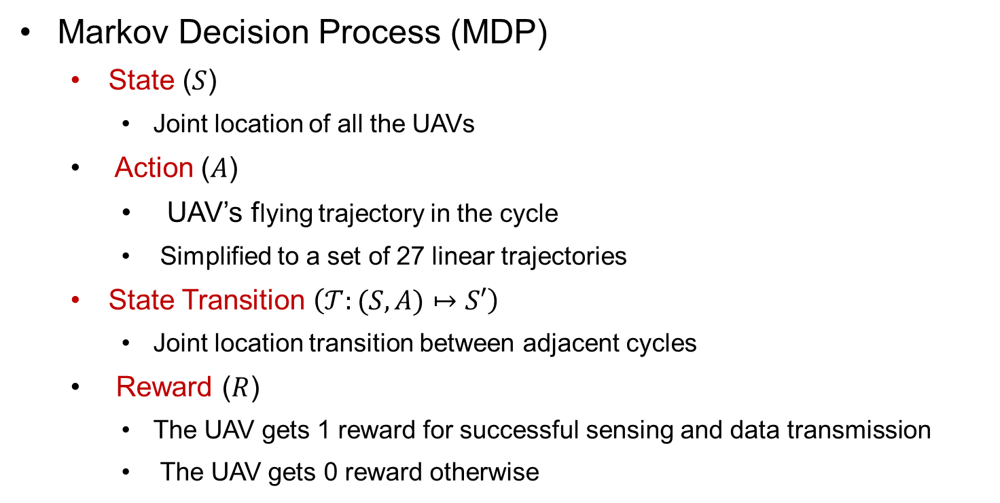 • Markov Decision Process (MDP)
• State (𝑆)
• Joint location of all the UAVs
• Action (𝐴)
• UAV’s flying trajectory in the cycle
• Simplified to a set of 27 linear trajectories
• State Transition (𝒯: (𝑆, 𝐴) ↦ 𝑆′)
• Joint location transition between adjacent cycles
• Reward (𝑅)
• The UAV gets 1 reward for successful sensing and data transmission
• The UAV gets 0 reward otherwise